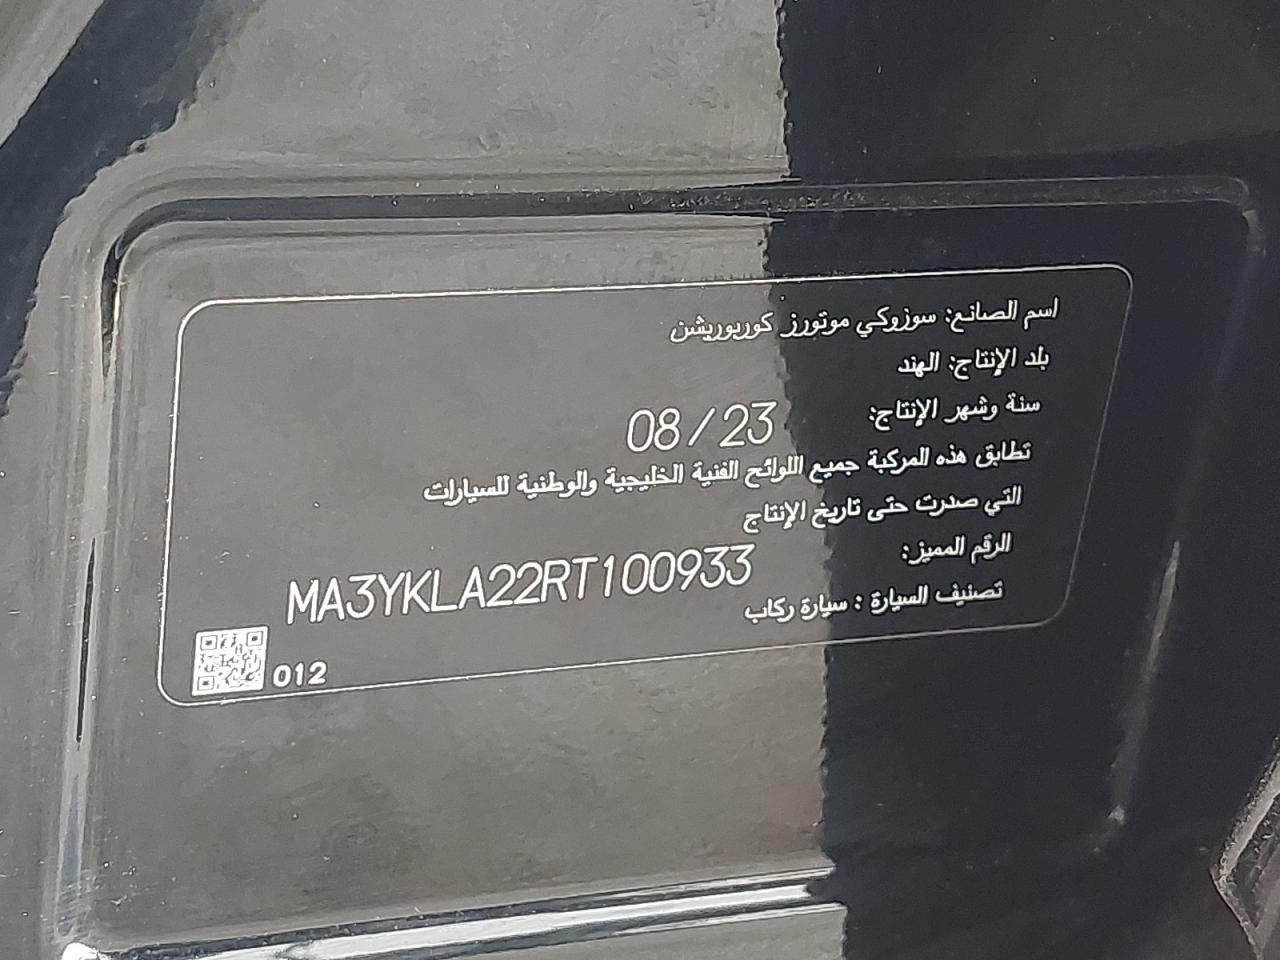 اسم الصانع: سوزوكي موتورز كوربوريشن
بلد الإنتاج: الهند
سنة وشهر الإنتاج: 08/23
تطابق هذه المركبة جميع اللوائح الفنية الخليجية والوطنية للسيارات
التي صدرت حتى تاريخ الإنتاج
الرقم المميز: MA3YKLA22RT100933
تصنيف السيارة : سيارة ركاب
012